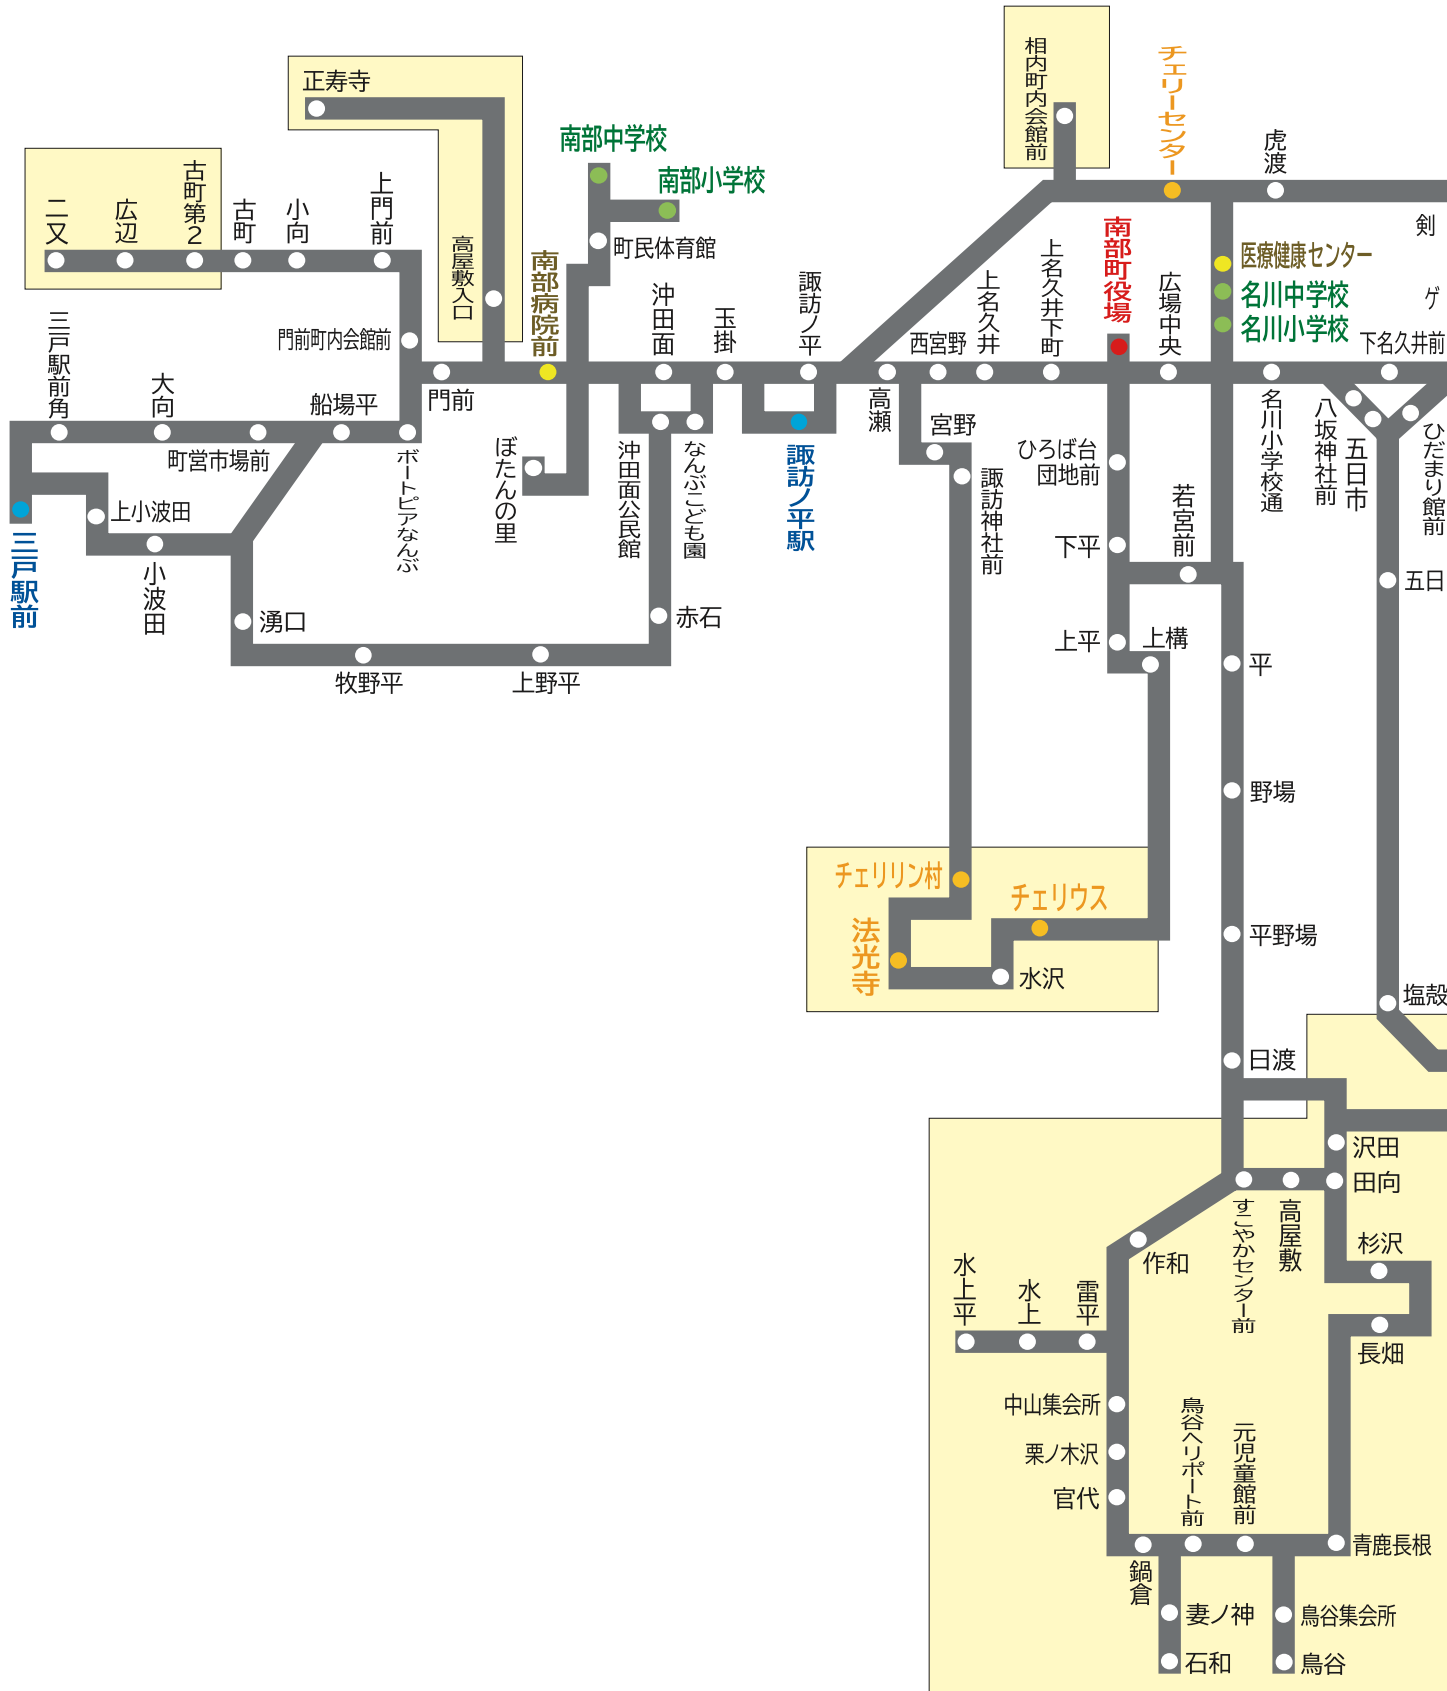 相内町内会館前
チェリーセンター
虎渡
正寿寺
南部中学校
南部小学校
町民体育館
二又
広辺
古町第2
古町
小向
上門前
高屋敷入口
南部病院前
沖田面
玉掛
諏訪ノ平
西宮野
上名久井
上名久井下町
南部町役場
広場中央
医療健康センター
名川中学校
名川小学校
剣
ゲ
下名久井前
三戸駅前角
大向
門前町内会館前
船場平
門前
町営市場前
ボートピアなんぶ
ぼたんの里
沖田面公民館
なんぶこども園
諏訪ノ平駅
高瀬
宮野
諏訪神社前
ひろば台
団地前
名川小学校通
八坂神社前
五日市
ひだまり館前
三戸駅前
上小波田
小波田
湧口
牧野平
上野平
赤石
下平
若宮前
上平
上構
平
五日
野場
チェリリン村
チェリウス
法光寺
水沢
平野場
塩殻
日渡
沢田
田向
すこやかセンター前
高屋敷
杉沢
長畑
作和
水上平
水上
雷平
中山集会所
栗ノ木沢
官代
鳥谷ヘリポート前
元児童館前
青鹿長根
鍋倉
妻ノ神
石和
鳥谷集会所
鳥谷